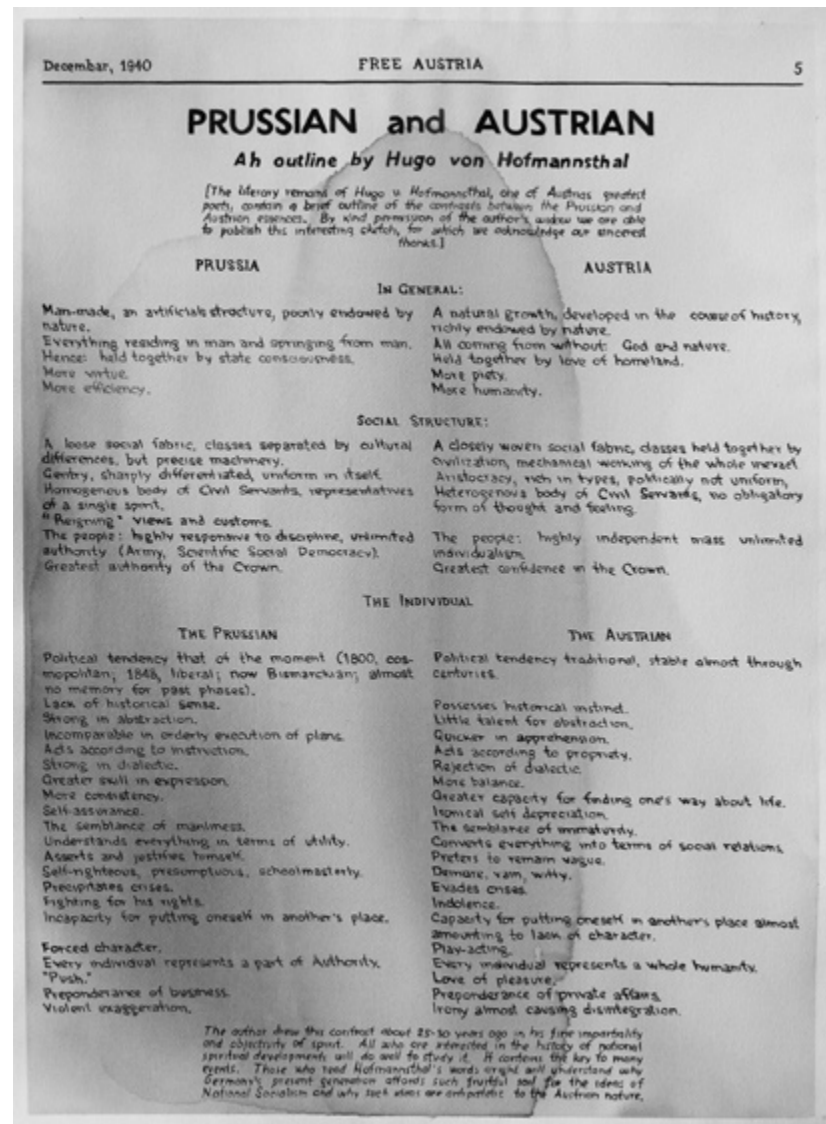 Decembar, 1940
FREE AUSTRIA
5
PRUSSIAN and AUSTRIAN
Ah outline by Hugo von Hofmannsthal
[The literary remans of Hugo v. Hofmannsthal, one of Austrias greatest
poets, contain a brief outline of the contrasts between the Prussian and
Austrian essences. By kind permission of the author's widow we are able
to publish this interesting sketch, for which we acknowledge our sincerest
thanks.]
PRUSSIA
IN GENERAL:
Man-made, an artificials structure, poorly endowed by
nature.
Everything residing in man and springing from man.
Hence: held together by state consciousness.
More virtue.
More efficiency.
AUSTRIA
A natural growth, developed in the course of history,
richly endowed by nature.
All coming from without: God and nature.
Held together by love of homeland.
More piety.
More humanity.
SOCIAL STRUCTURE:
A loose social fabric, classes separated by cultural
differences, but precise machinery.
Gentry, sharply differentiated, uniform in itself.
Homogenous body of Civil Servants, representatives
of a single spirit.
"Reigning" views and customs.
The people: highly responsive to discipline, unlimited
authority (Army, Scientific Social Democracy).
Greatest authority of the Crown.
A closely woven social fabric, classes held together by
civilization, mechanical working of the whole inexact.
Aristocracy, rich in types, politically not uniform,
Heterogenous body of Civil Servants, no obligatory
form of thought and feeling.
The people: highly independent mass unlimited
individualism.
Greatest confidence in the Crown.
THE INDIVIDUAL
THE PRUSSIAN
Political tendency that of the moment (1800, cos-
mopolitan; 1848, liberal; now Bismarckian; almost
no memory for past phases).
Lack of historical sense.
Strong in abstraction.
Incomparable in orderly execution of plans.
Acts according to instruction.
Strong in dialectic.
Greater skill in expression.
More consistency.
Self-assurance.
The semblance of manliness.
Understands everything in terms of utility.
Asserts and justifies himself.
Self-righteous, presumptuous, schoolmasterly.
Precipitates crises.
Fighting for his rights.
Incapacity for putting oneself in another's place.
Forced character.
Every individual represents a part of Authority.
"Push."
Preponderance of business.
Violent exaggeration.
THE AUSTRIAN
Political tendency traditional, stable almost through
centuries.
Possesses historical instinct.
Little talent for abstraction.
Quicker in apprehension.
Acts according to propriety.
Rejection of dialectic.
More balance.
Greater capacity for finding one's way about life.
Ironical self depreciation.
The semblance of immaturity.
Converts everything into terms of social relations.
Prefers to remain vague.
Demure, vain, witty.
Evades crises.
Indolence.
Capacity for putting oneself in another's place almost
amounting to lack of character.
Play-acting.
Every individual represents a whole humanity.
Love of pleasure.
Preponderance of private affairs.
Irony almost causing disintegration.
The author drew this contract about 25-30 years ago in his fine impartiality
and objectivity of spirit. All who are interested in the history of national
spiritual developments will do well to study it. It contains the key to many
events. Those who read Hofmannsthal's words aright will understand why
Germany's present generation affords such fruitful soil for the ideas of
National Socialism and why such ideas are antipathetic to the Austrian nature.